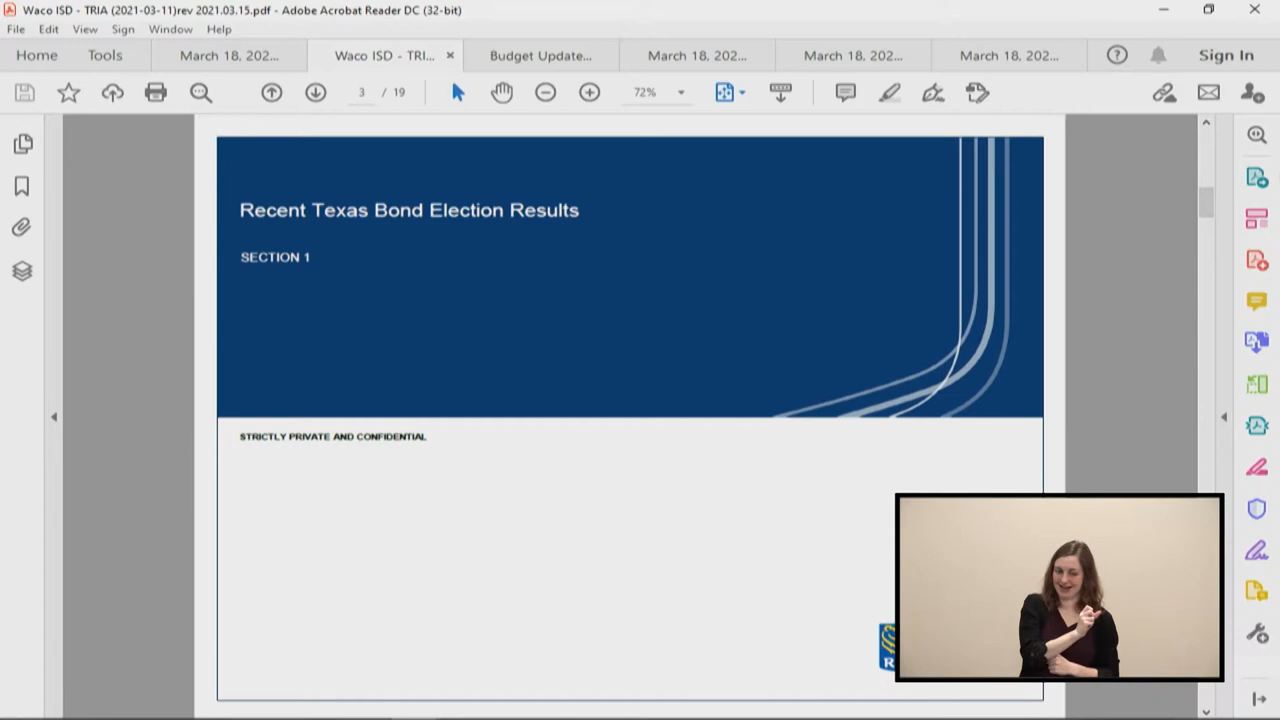 Waco ISD - TRIA (2021-03-11)rev 2021.03.15.pdf - Adobe Acrobat Reader DC (32-bit)
File Edit View Sign Window Help
Home Tools March 18, 202... Waco ISD - TRI... × Budget Update... March 18, 202... March 18, 202... March 18, 202... Sign In
3 / 19 72%
Recent Texas Bond Election Results
SECTION 1
STRICTLY PRIVATE AND CONFIDENTIAL